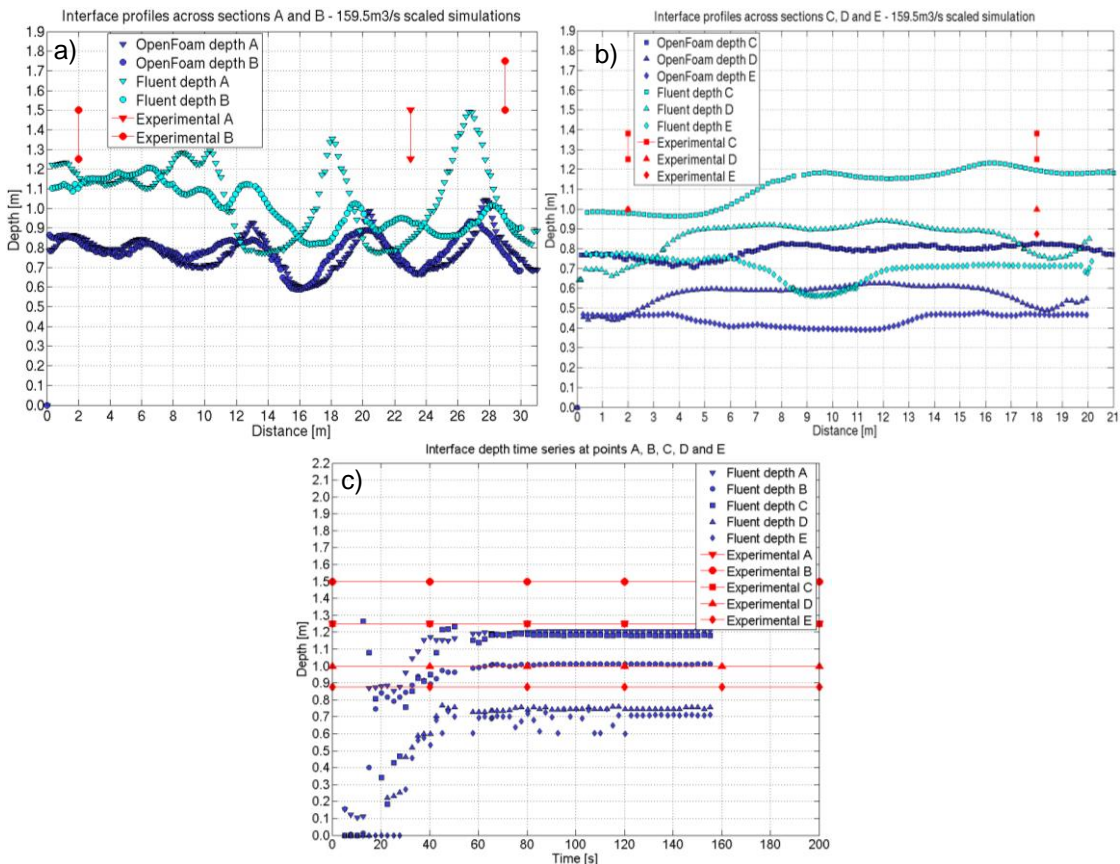 Interface profiles across sections A and B - 159.5m3/s scaled simulations
a)
OpenFoam depth A
OpenFoam depth B
Fluent depth A
Fluent depth B
Experimental A
Experimental B
Depth [m]
1.9
1.8
1.7
1.6
1.5
1.4
1.3
1.2
1.1
1.0
0.9
0.8
0.7
0.6
0.5
0.4
0.3
0.2
0.1
0.0
0 2 4 6 8 10 12 14 16 18 20 22 24 26 28 30
Distance [m]
Interface profiles across sections C, D and E - 159.5m3/s scaled simulation
b)
OpenFoam depth C
OpenFoam depth D
OpenFoam depth E
Fluent depth C
Fluent depth D
Fluent depth E
Experimental C
Experimental D
Experimental E
Depth [m]
1.9
1.8
1.7
1.6
1.5
1.4
1.3
1.2
1.1
1.0
0.9
0.8
0.7
0.6
0.5
0.4
0.3
0.2
0.1
0.0
0 1 2 3 4 5 6 7 8 9 10 11 12 13 14 15 16 17 18 19 20 21
Distance [m]
Interface depth time series at points A, B, C, D and E
c)
Fluent depth A
Fluent depth B
Fluent depth C
Fluent depth D
Fluent depth E
Experimental A
Experimental B
Experimental C
Experimental D
Experimental E
Depth [m]
2.2
2.1
2.0
1.9
1.8
1.7
1.6
1.5
1.4
1.3
1.2
1.1
1.0
0.9
0.8
0.7
0.6
0.5
0.4
0.3
0.2
0.1
0.0
0 20 40 60 80 100 120 140 160 180 200
Time [s]